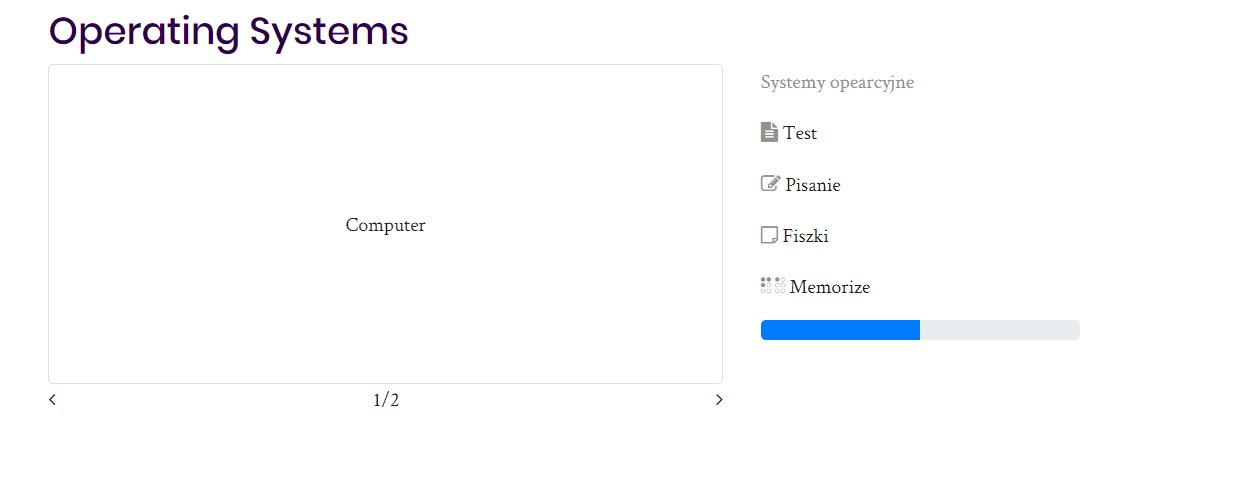 Operating Systems
Computer
1/2
Systemy opearcyjne
Test
Pisanie
Fiszki
Memorize